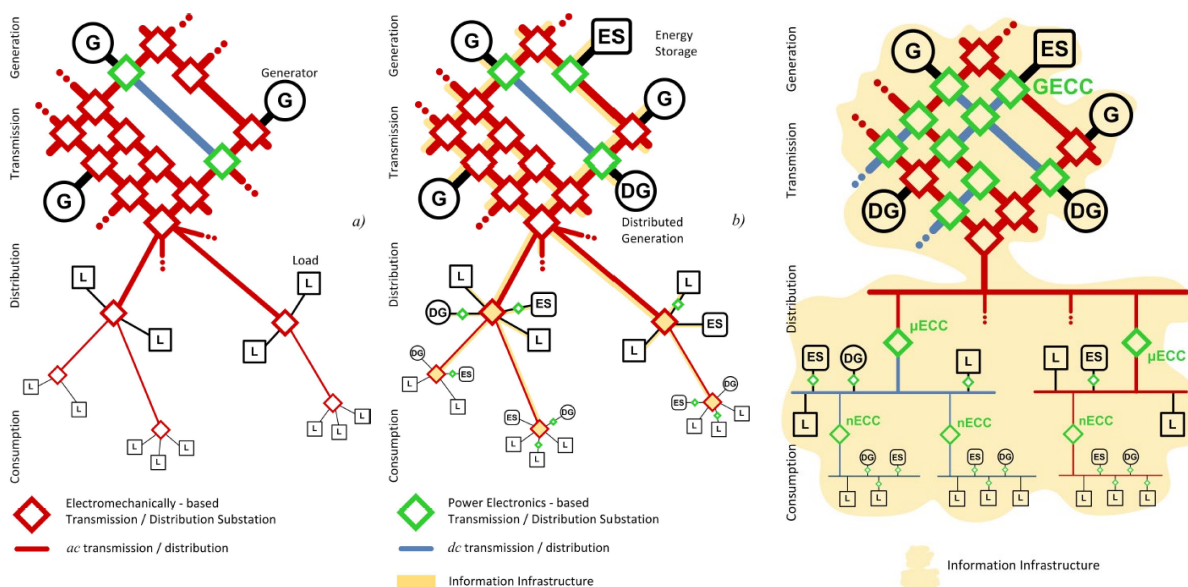 Generation
Transmission
Distribution
Consumption
G
Generator
G
G
a)
Load
L
L
L
L
L
L
L
L
L
L
L
L
Generation
Transmission
Distribution
Consumption
G
ES
Energy
Storage
G
G
DG
Distributed
Generation
b)
L
L
DG
ES
L
L
ES
DG
ES
L
L
ES
DG
L
L
L
DG
ES
L
L
L
Generation
Transmission
Distribution
Consumption
G
ES
GECC
G
DG
DG
µECC
µECC
ES
DG
L
L
ES
L
L
nECC
nECC
nECC
DG
ES
ES
DG
ES
DG
L
L
L
L
L
L
L
L
Electromechanically - based
Transmission / Distribution Substation
ac transmission / distribution
Power Electronics - based
Transmission / Distribution Substation
dc transmission / distribution
Information Infrastructure
Information Infrastructure